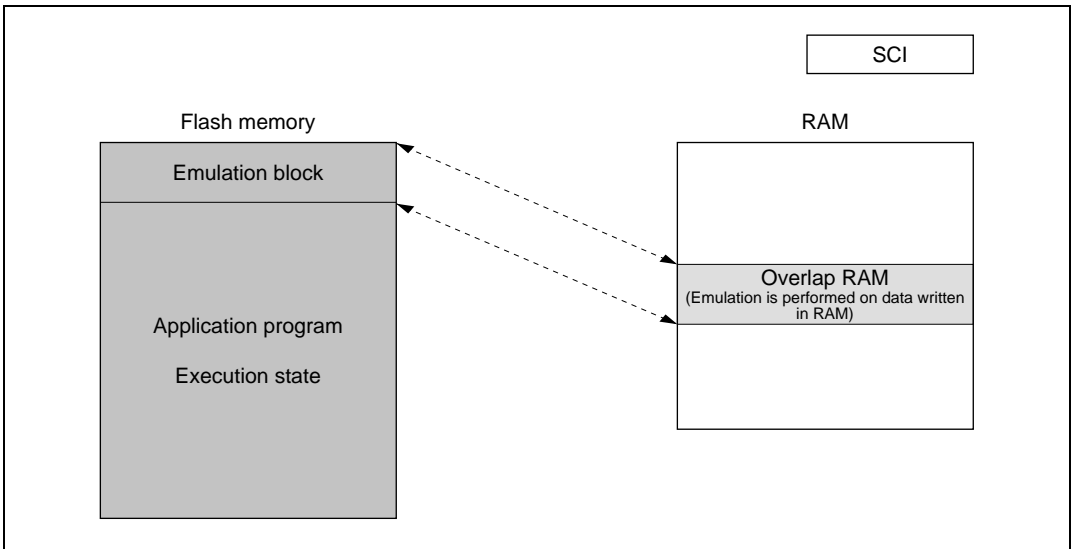 SCI
Flash memory
RAM
Emulation block
Overlap RAM
(Emulation is performed on data written
in RAM)
Application program
Execution state